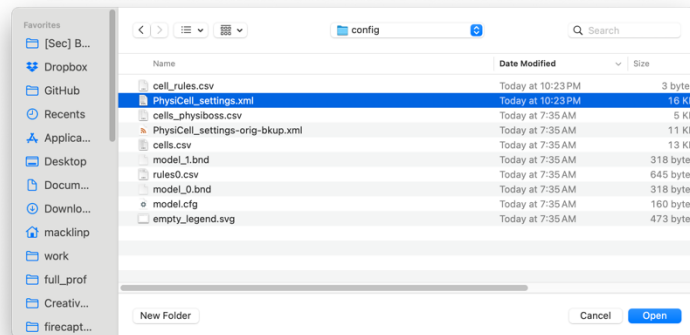 Favorites
[Sec] B...
Dropbox
GitHub
Recents
Applica...
Desktop
Docum...
Downlo...
macklinp
work
full_prof
Creativ...
firecapt...
config
Search
Name Date Modified Size
cell_rules.csv Today at 10:23 PM 3 byte
PhysiCell_settings.xml Today at 10:23 PM 16 K
cells_physiboss.csv Today at 7:35 AM 5 K
PhysiCell_settings-orig-bkup.xml Today at 7:35 AM 11 K
cells.csv Today at 7:35 AM 13 K
model_1.bnd Today at 7:35 AM 318 byte
rules0.csv Today at 7:35 AM 645 byte
model_0.bnd Today at 7:35 AM 318 byte
model.cfg Today at 7:35 AM 160 byte
empty_legend.svg Today at 7:35 AM 473 byte
New Folder Cancel Open